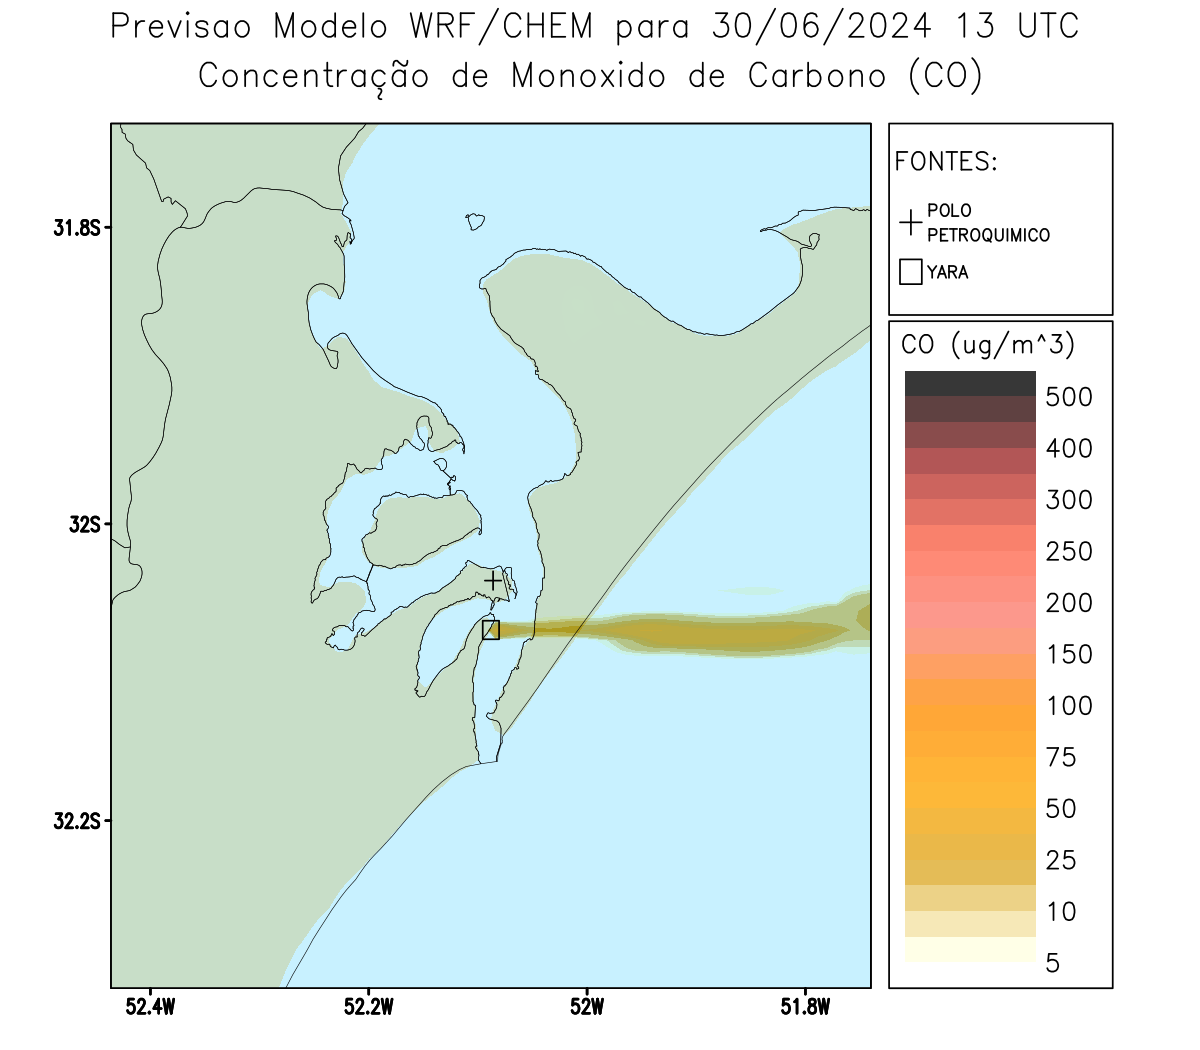 Previsao Modelo WRF/CHEM para 30/06/2024 13 UTC
Concentração de Monoxido de Carbono (CO)
FONTES:
POLO
PETROQUIMICO
YARA
CO (ug/m^3)
500
400
300
250
200
150
100
75
50
25
10
5
31.8S
32S
32.2S
52.4W
52.2W
52W
51.8W